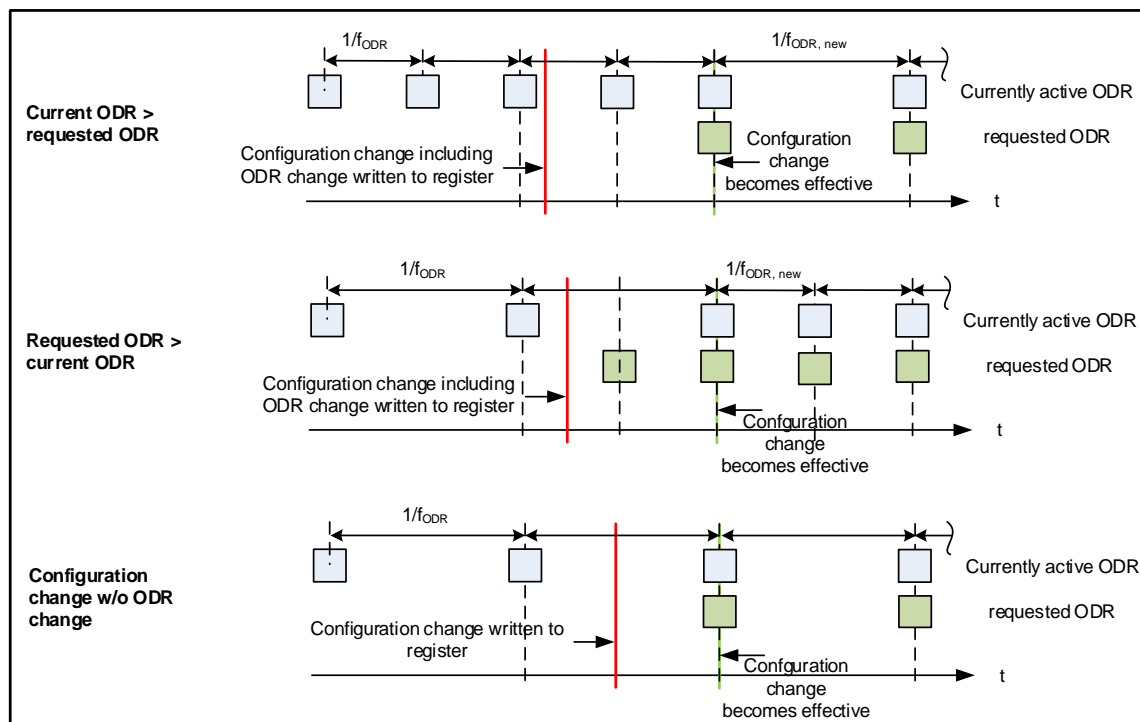 1/fODR
1/fODR, new
Current ODR >
requested ODR
Currently active ODR
requested ODR
Configuration change including
ODR change written to register
Confguration
change
becomes effective
t
1/fODR
1/fODR, new
Requested ODR >
current ODR
Currently active ODR
requested ODR
Configuration change including
ODR change written to register
Confguration
change
becomes effective
t
1/fODR
Configuration
change w/o ODR
change
Currently active ODR
requested ODR
Configuration change written to
register
Confguration
change
becomes effective
t